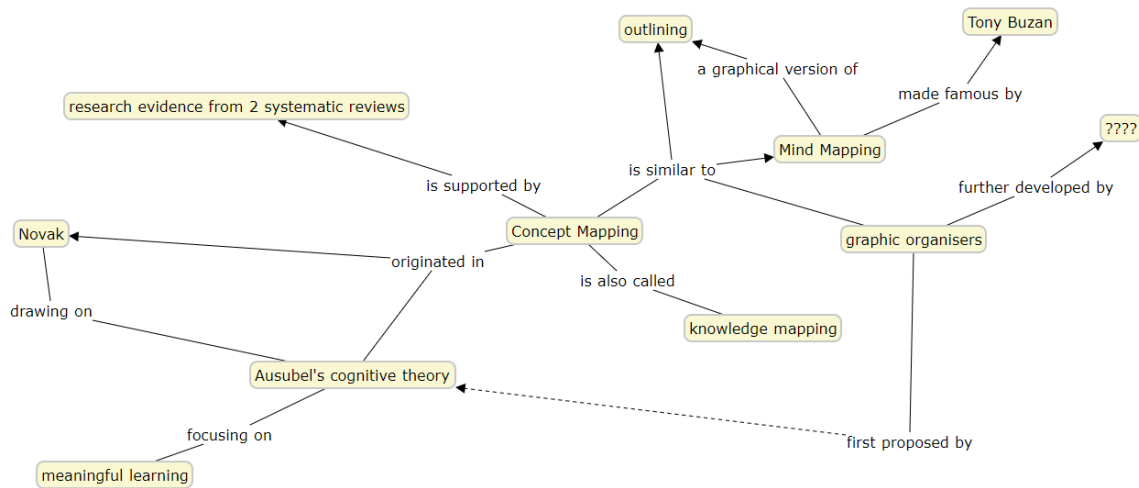 Tony Buzan
outlining
a graphical version of
made famous by
research evidence from 2 systematic reviews
????
Mind Mapping
is similar to
is supported by
further developed by
Novak
Concept Mapping
graphic organisers
originated in
is also called
drawing on
knowledge mapping
Ausubel's cognitive theory
focusing on
first proposed by
meaningful learning